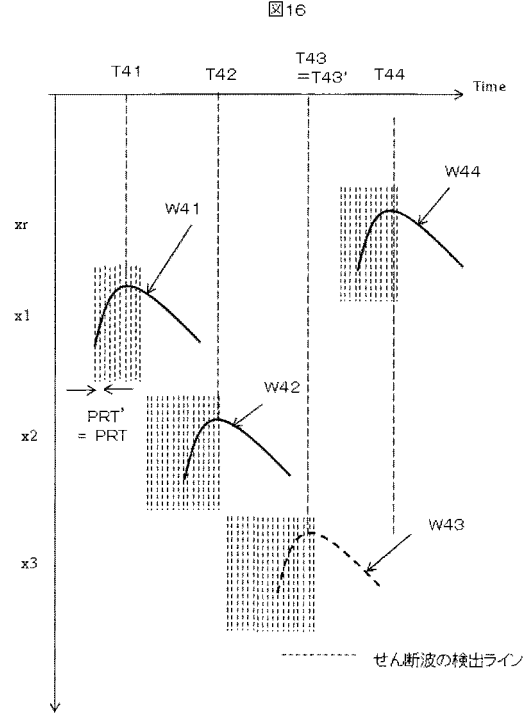 図16
T41
T42
T43
=T43'
T44
Time
xr
W44
W41
x1
PRT'
= PRT
x2
W42
x3
W43
せん断波の検出ライン